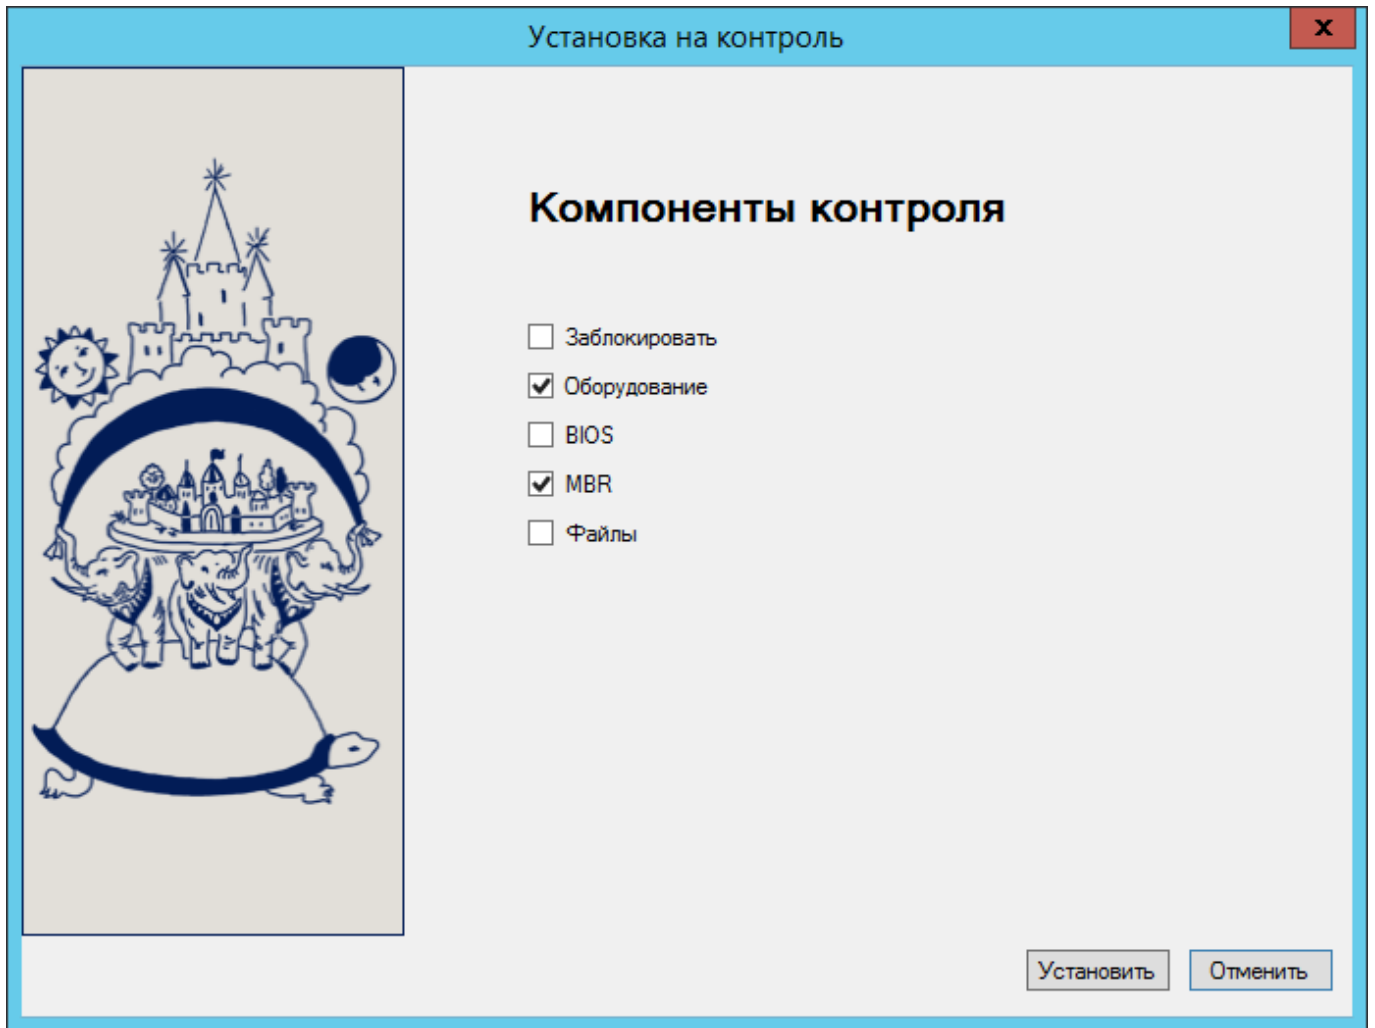 Установка на контроль
x
Компоненты контроля
Заблокировать
Оборудование
BIOS
MBR
Файлы
Установить
Отменить